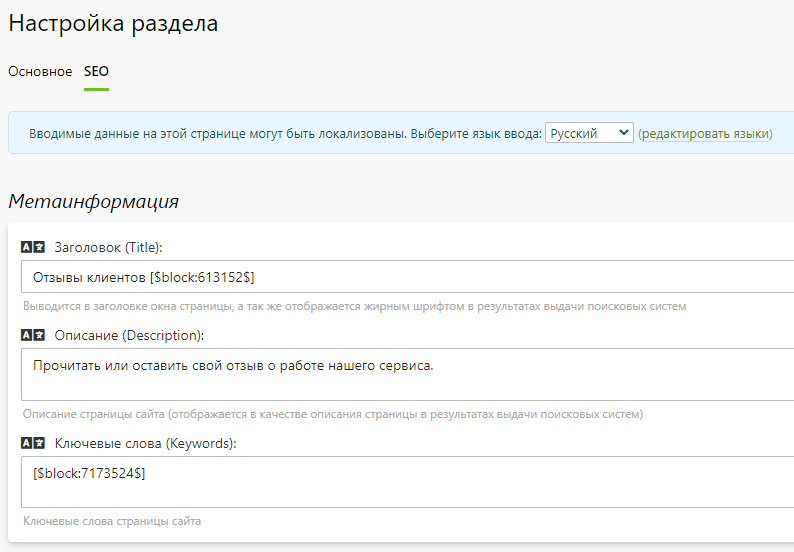 Настройка раздела
Основное SEO
Вводимые данные на этой странице могут быть локализованы. Выберите язык ввода: Русский (редактировать языки)
Метаинформация
Заголовок (Title):
Отзывы клиентов [$block:613152$]
Выводится в заголовке окна страницы, а так же отображается жирным шрифтом в результатах выдачи поисковых систем
Описание (Description):
Прочитать или оставить свой отзыв о работе нашего сервиса.
Описание страницы сайта (отображается в качестве описания страницы в результатах выдачи поисковых систем)
Ключевые слова (Keywords):
[$block:7173524$]
Ключевые слова страницы сайта